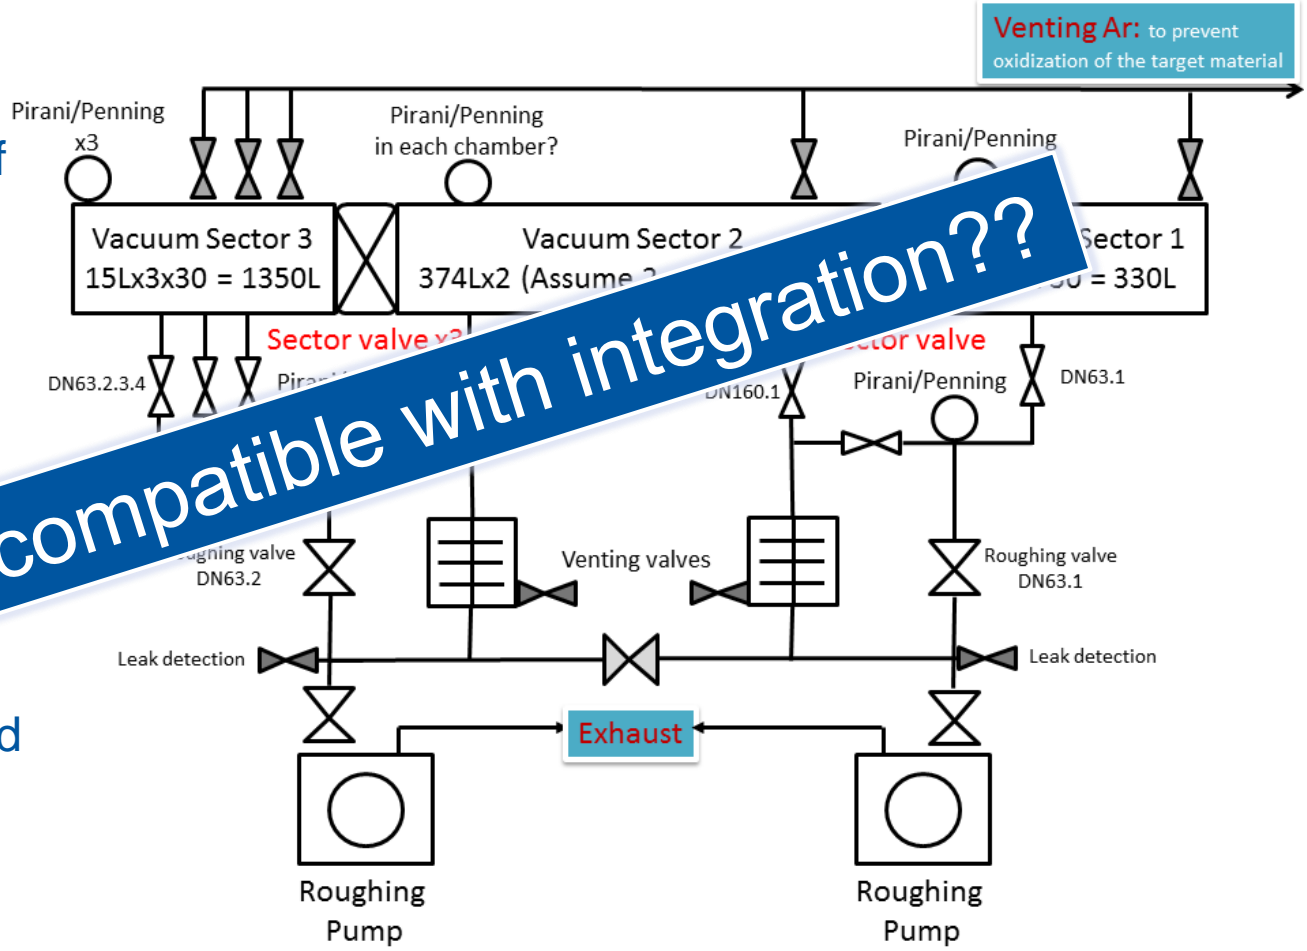 Venting Ar: to prevent
oxidization of the target material
Pirani/Penning
x3
Pirani/Penning
in each chamber?
Pirani/Penning
f
Vacuum Sector 3
15Lx3x30 = 1350L
Vacuum Sector 2
374Lx2 (Assume
Sector 1
= 330L
Sector valve x3
sector valve
compatible with integration??
DN63.2.3.4
DN160.1
Pirani/Penning
DN63.1
Roughing valve
DN63.2
Venting valves
Roughing valve
DN63.1
Leak detection
Leak detection
d
Exhaust
Roughing
Pump
Roughing
Pump